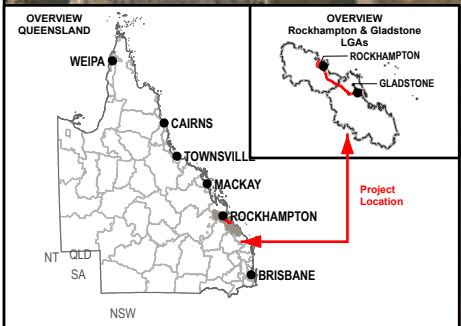 OVERVIEW
QUEENSLAND
WEIPA
CAIRNS
TOWNSVILLE
MACKAY
ROCKHAMPTON
BRISBANE
NT
QLD
SA
NSW
OVERVIEW
Rockhampton & Gladstone
LGAs
ROCKHAMPTON
GLADSTONE
Project
Location